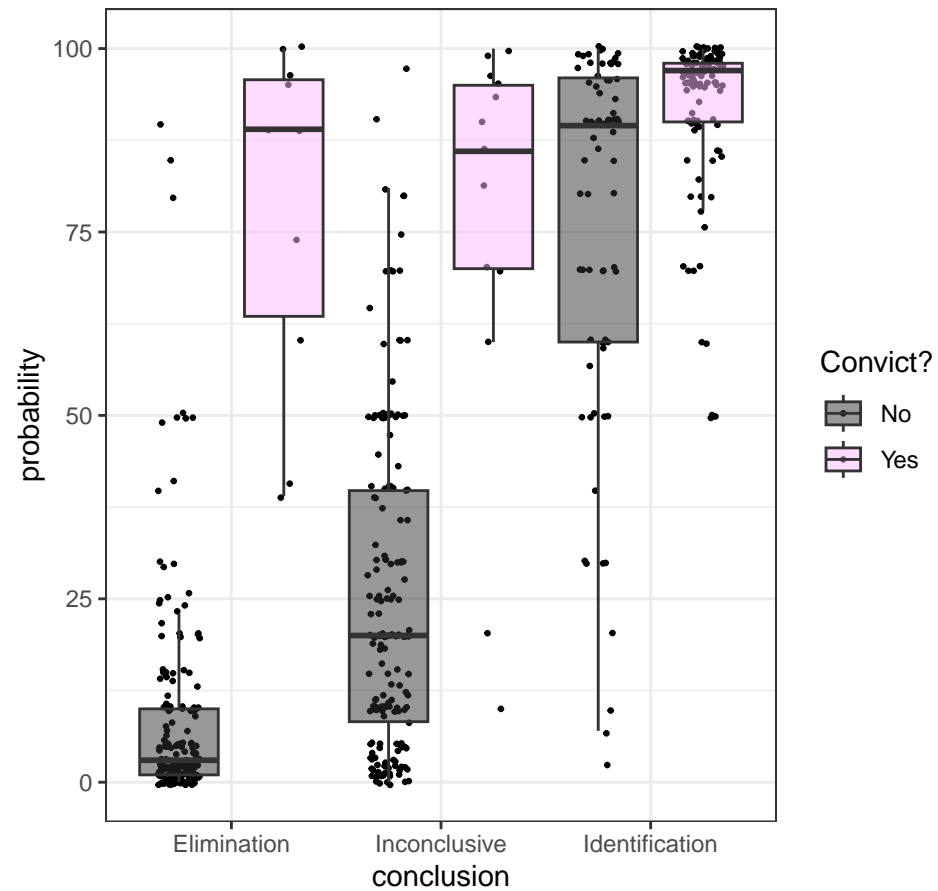 100
75
50
25
0
probability
Elimination
Inconclusive
Identification
conclusion
Convict?
No
Yes